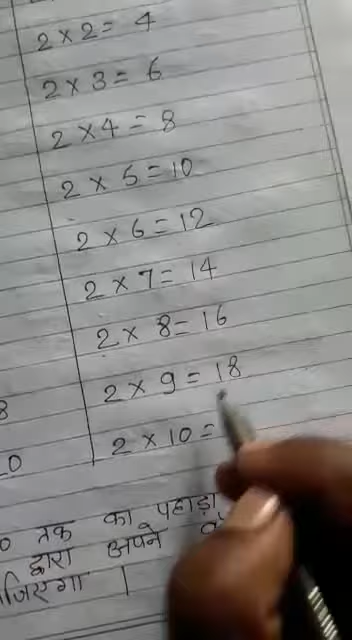 2 × 2 = 4
2 × 3 = 6
2 × 4 = 8
2 × 5 = 10
2 × 6 = 12
2 × 7 = 14
2 × 8 = 16
2 × 9 = 18
2 × 10 =
तक का पहाड़ा
द्वारा अपने